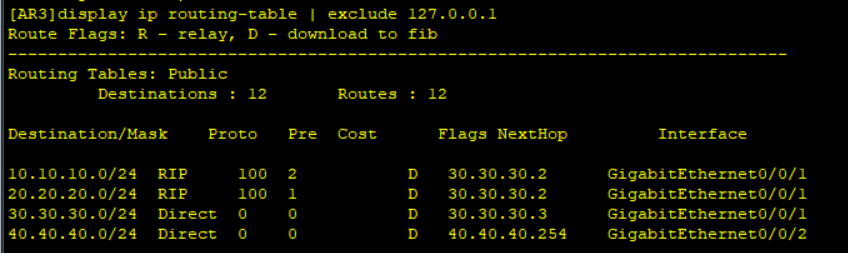 [AR3]display ip routing-table | exclude 127.0.0.1
Route Flags: R - relay, D - download to fib
------------------------------------------------------------------------------
Routing Tables: Public
         Destinations : 12       Routes : 12

Destination/Mask    Proto   Pre  Cost      Flags NextHop         Interface

10.10.10.0/24  RIP     100  2           D   30.30.30.2      GigabitEthernet0/0/1
20.20.20.0/24  RIP     100  1           D   30.30.30.2      GigabitEthernet0/0/1
30.30.30.0/24  Direct  0    0           D   30.30.30.3      GigabitEthernet0/0/1
40.40.40.0/24  Direct  0    0           D   40.40.40.254    GigabitEthernet0/0/2